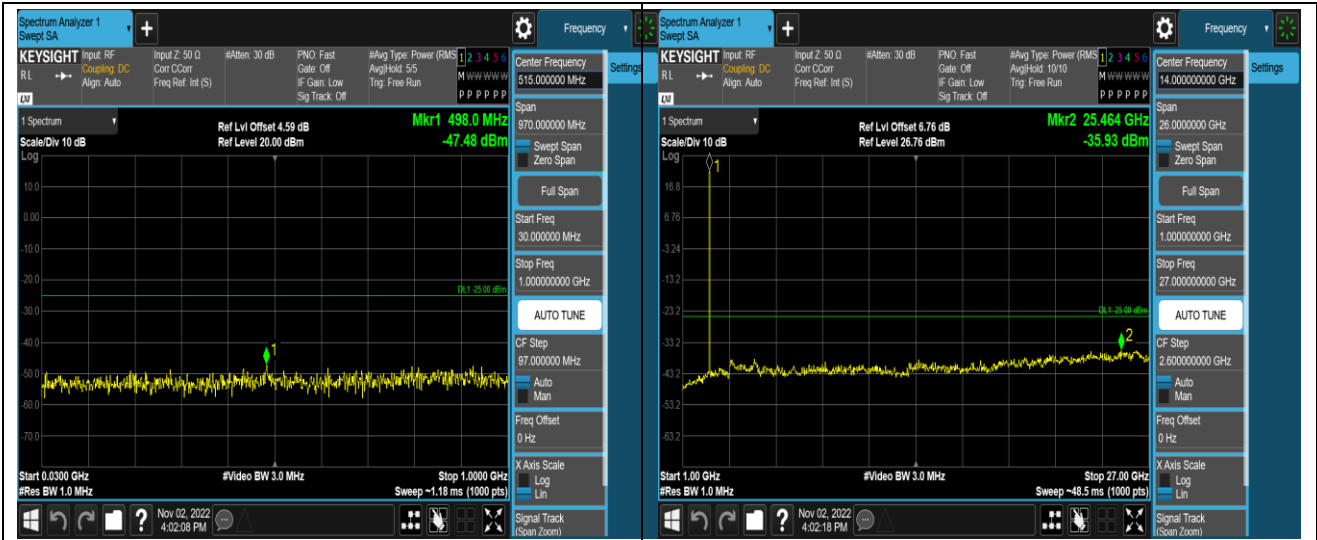 Spectrum Analyzer 1
Swept SA
+
Frequency
KEYSIGHT
RL
LXI
Input: RF
Coupling: DC
Align: Auto
Input Z: 50 Ω
Corr CCorr
Freq Ref: Int (S)
#Atten: 30 dB
PNO: Fast
Gate: Off
IF Gain: Low
Sig Track: Off
#Avg Type: Power (RMS
Avg|Hold: 5/5
Trig: Free Run
1 2 3 4 5 6
M W W W W W
P P P P P P
Center Frequency
515.000000 MHz
Settings
Span
970.000000 MHz
Swept Span
Zero Span
Full Span
Start Freq
30.000000 MHz
Stop Freq
1.000000000 GHz
AUTO TUNE
CF Step
97.000000 MHz
Auto
Man
Freq Offset
0 Hz
X Axis Scale
Log
Lin
Signal Track
(Span Zoom)
1 Spectrum
Scale/Div 10 dB
Log
Ref Lvl Offset 4.59 dB
Ref Level 20.00 dBm
Mkr1 498.0 MHz
-47.48 dBm
10.0
0.00
-10.0
-20.0
DL1 -25.00 dBm
-30.0
-40.0
1
-50.0
-60.0
-70.0
Start 0.0300 GHz
#Res BW 1.0 MHz
#Video BW 3.0 MHz
Stop 1.0000 GHz
Sweep ~1.18 ms (1000 pts)
?
Nov 02, 2022
4:02:08 PM
Spectrum Analyzer 1
Swept SA
+
Frequency
KEYSIGHT
RL
LXI
Input: RF
Coupling: DC
Align: Auto
Input Z: 50 Ω
Corr CCorr
Freq Ref: Int (S)
#Atten: 30 dB
PNO: Fast
Gate: Off
IF Gain: Low
Sig Track: Off
#Avg Type: Power (RMS
Avg|Hold: 10/10
Trig: Free Run
1 2 3 4 5 6
M W W W W W
P P P P P P
Center Frequency
14.000000000 GHz
Settings
Span
26.0000000 GHz
Swept Span
Zero Span
Full Span
Start Freq
1.000000000 GHz
Stop Freq
27.000000000 GHz
AUTO TUNE
CF Step
2.600000000 GHz
Auto
Man
Freq Offset
0 Hz
X Axis Scale
Log
Lin
Signal Track
(Span Zoom)
1 Spectrum
Scale/Div 10 dB
Log
Ref Lvl Offset 6.76 dB
Ref Level 26.76 dBm
Mkr2 25.464 GHz
-35.93 dBm
1
16.8
6.76
-3.24
-13.2
-23.2
DL1 -25.00 dBm
-33.2
2
-43.2
-53.2
-63.2
Start 1.00 GHz
#Res BW 1.0 MHz
#Video BW 3.0 MHz
Stop 27.00 GHz
Sweep ~48.5 ms (1000 pts)
?
Nov 02, 2022
4:02:18 PM